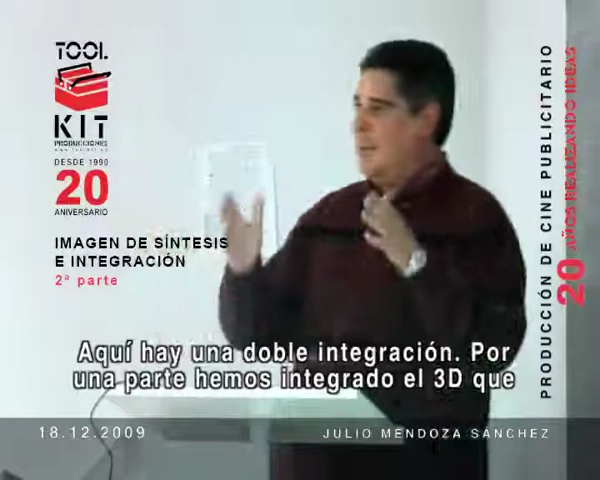 TOOL
KIT
PRODUCCIONES
DESDE 1990
20
ANIVERSARIO
IMAGEN DE SÍNTESIS
E INTEGRACIÓN
2ª parte
PRODUCCIÓN DE CINE PUBLICITARIO
20 AÑOS REALIZANDO IDEAS
Aquí hay una doble integración. Por
una parte hemos integrado el 3D que
18.12.2009
JULIO MENDOZA SANCHEZ